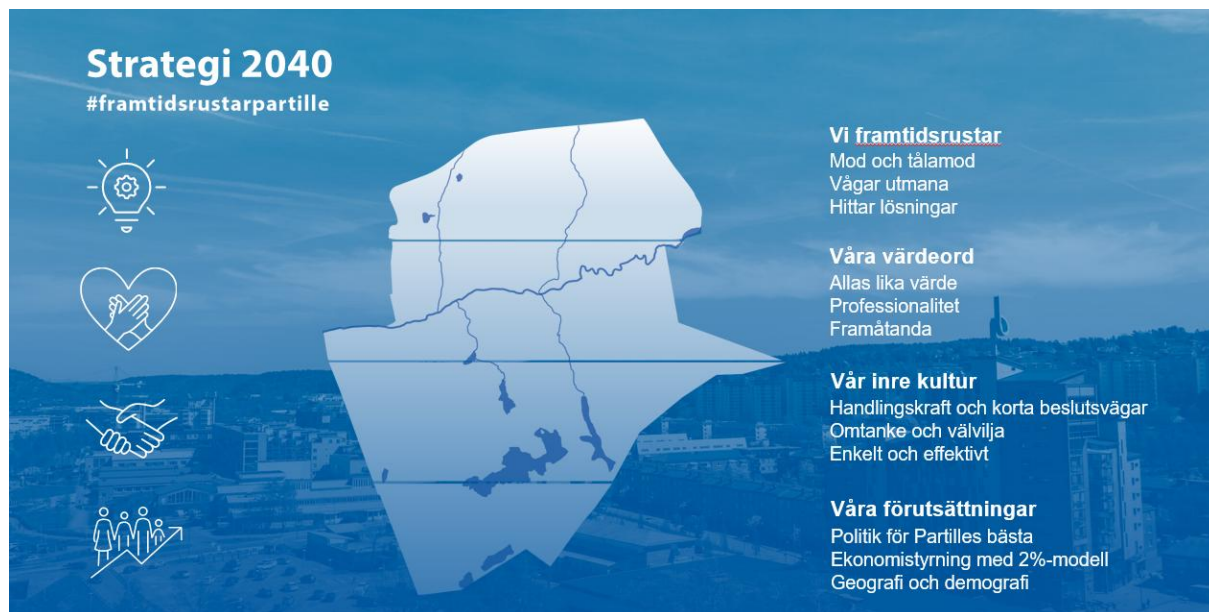 Strategi 2040
#framtidsrustarpartille
Vi framtidsrustar
Mod och tålamod
Vågar utmana
Hittar lösningar
Våra värdeord
Allas lika värde
Professionalitet
Framåtanda
Vår inre kultur
Handlingskraft och korta beslutsvägar
Omtanke och välvilja
Enkelt och effektivt
Våra förutsättningar
Politik för Partilles bästa
Ekonomistyrning med 2%-modell
Geografi och demografi